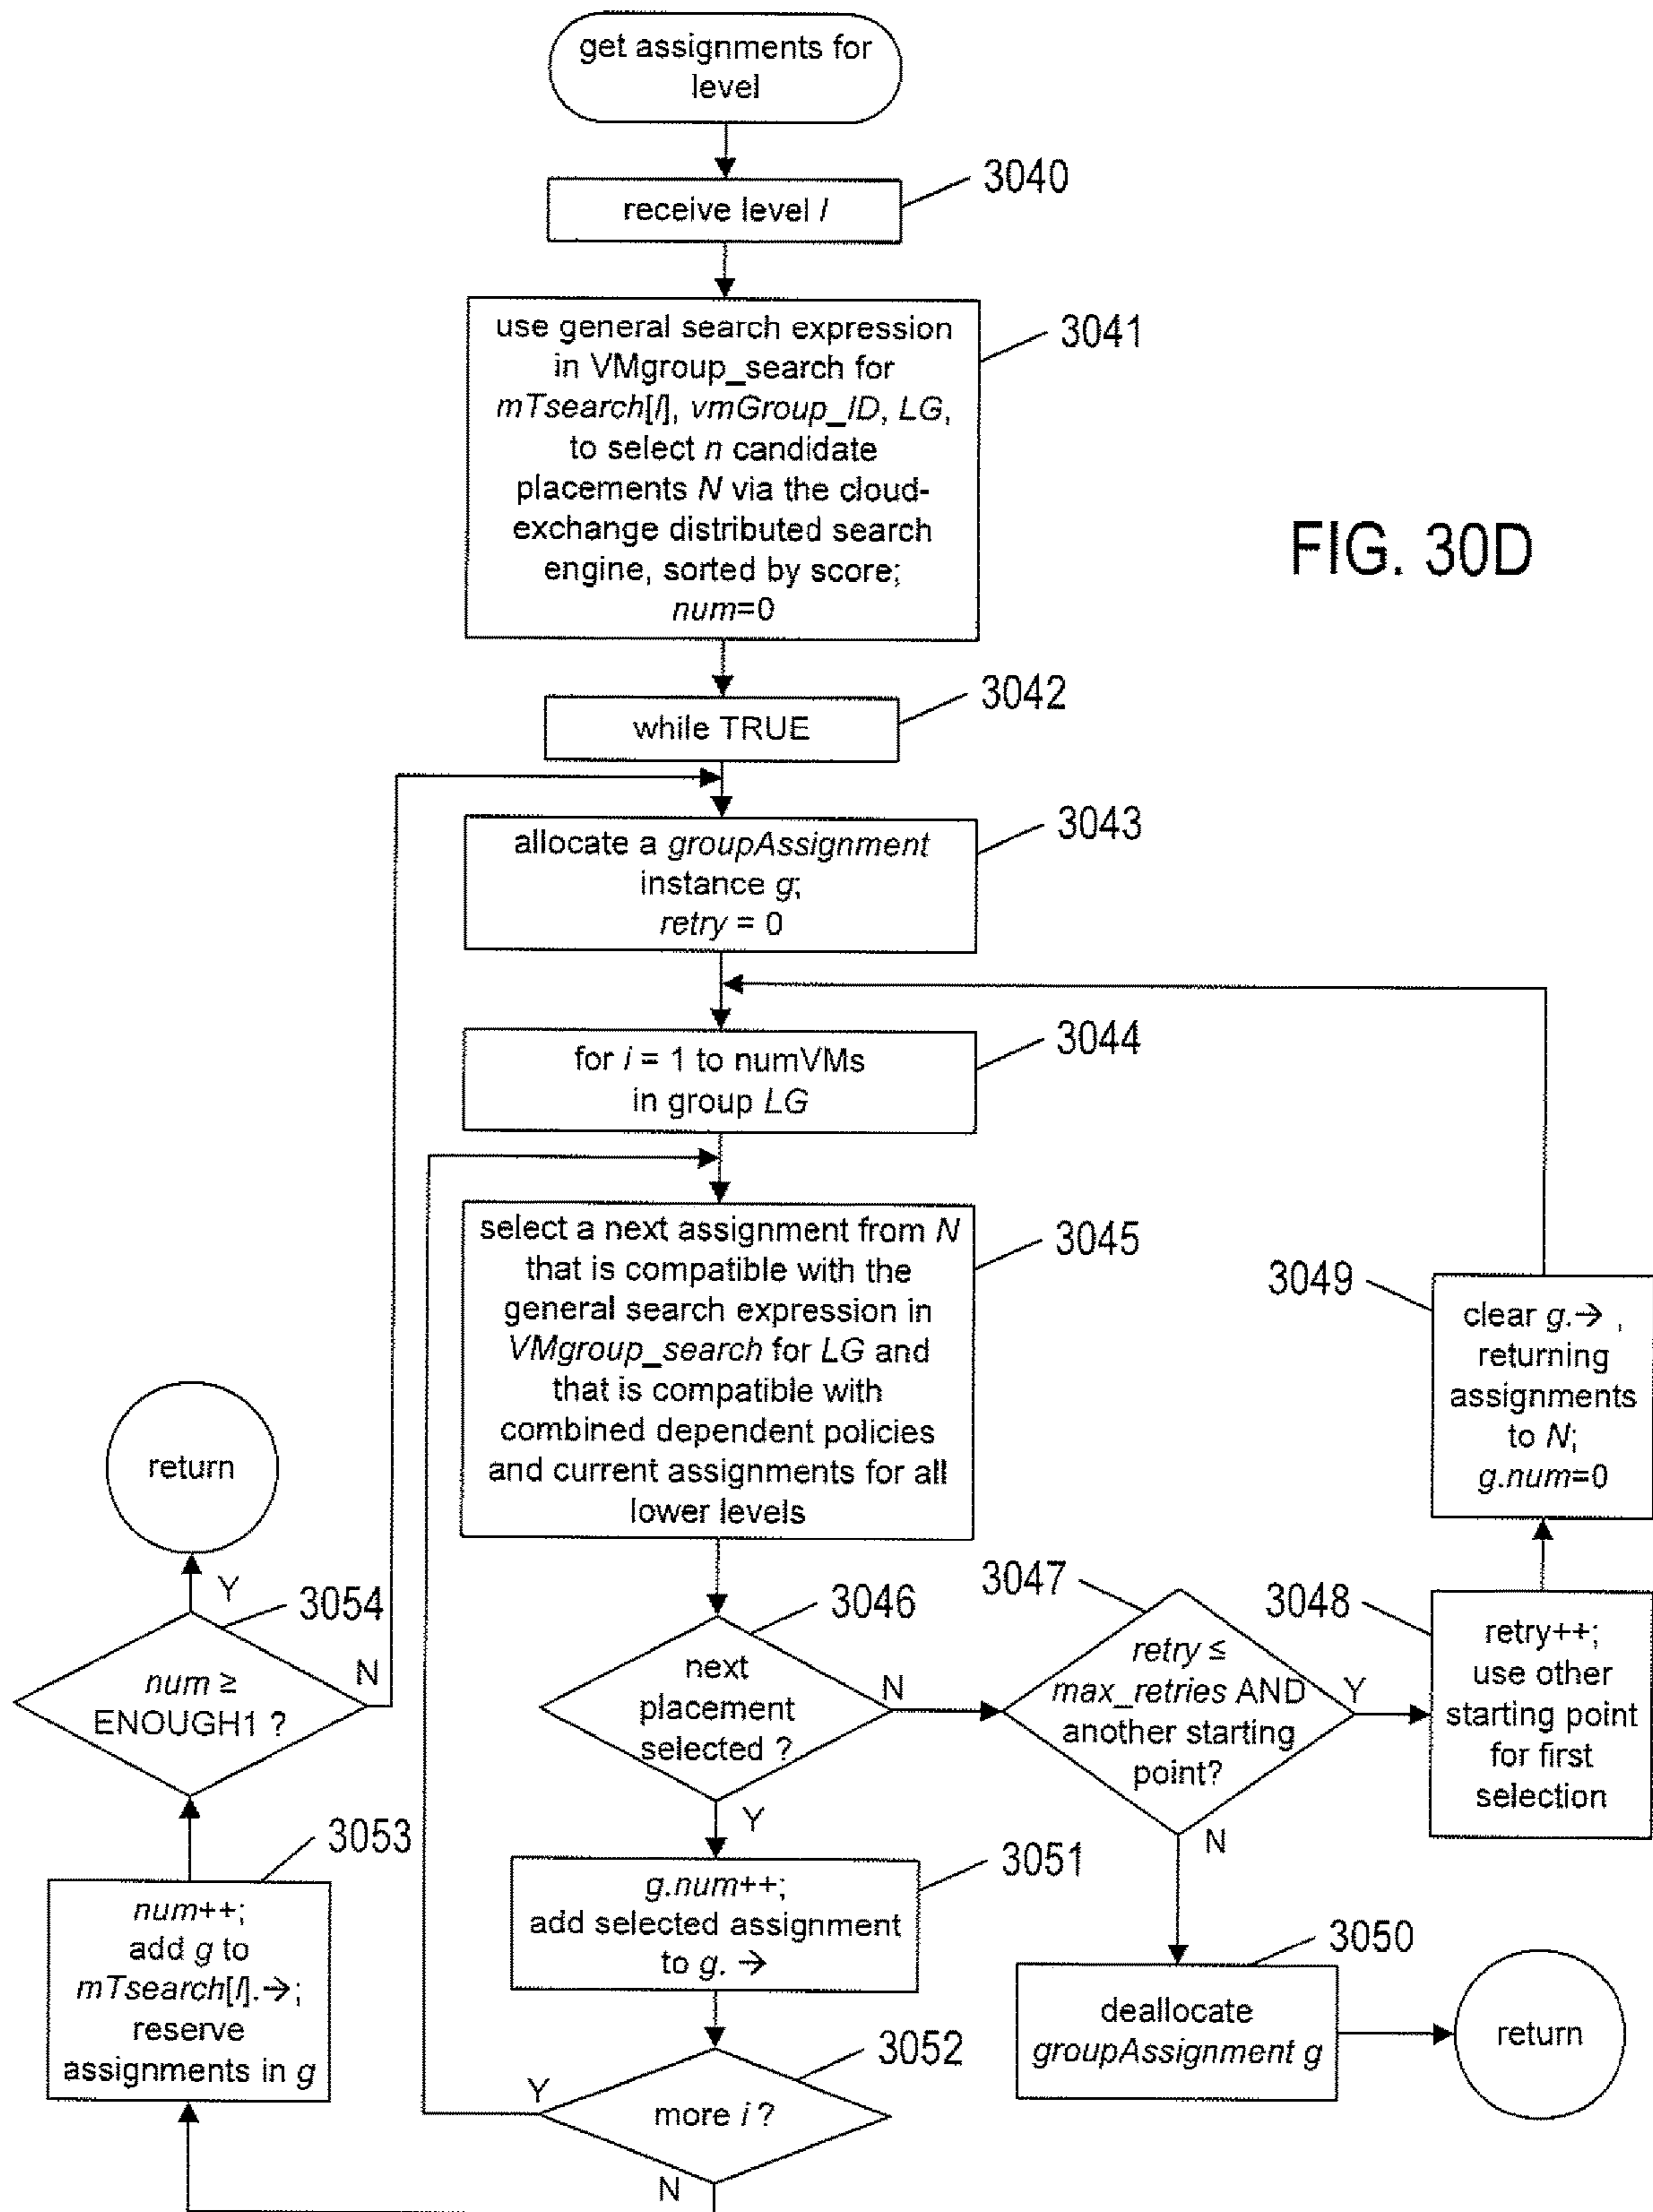 get assignments for
level
3040
receive level l
3041
use general search expression
in VMgroup_search for
mTsearch[l], vmGroup_ID, LG,
to select n candidate
placements N via the cloud-
exchange distributed search
engine, sorted by score;
num=0
FIG. 30D
3042
while TRUE
3043
allocate a groupAssignment
instance g;
retry = 0
3044
for i = 1 to numVMs
in group LG
3045
select a next assignment from N
that is compatible with the
general search expression in
VMgroup_search for LG and
that is compatible with
combined dependent policies
and current assignments for all
lower levels
3049
clear g.→ ,
returning
assignments
to N;
g.num=0
return
Y
3054
num ≥
ENOUGH1 ?
N
3046
next
placement
selected ?
N
Y
3047
retry ≤
max_retries AND
another starting
point?
Y
N
3048
retry++;
use other
starting point
for first
selection
3053
num++;
add g to
mTsearch[l].→;
reserve
assignments in g
3051
g.num++;
add selected assignment
to g. →
3050
deallocate
groupAssignment g
return
3052
Y
more i ?
N